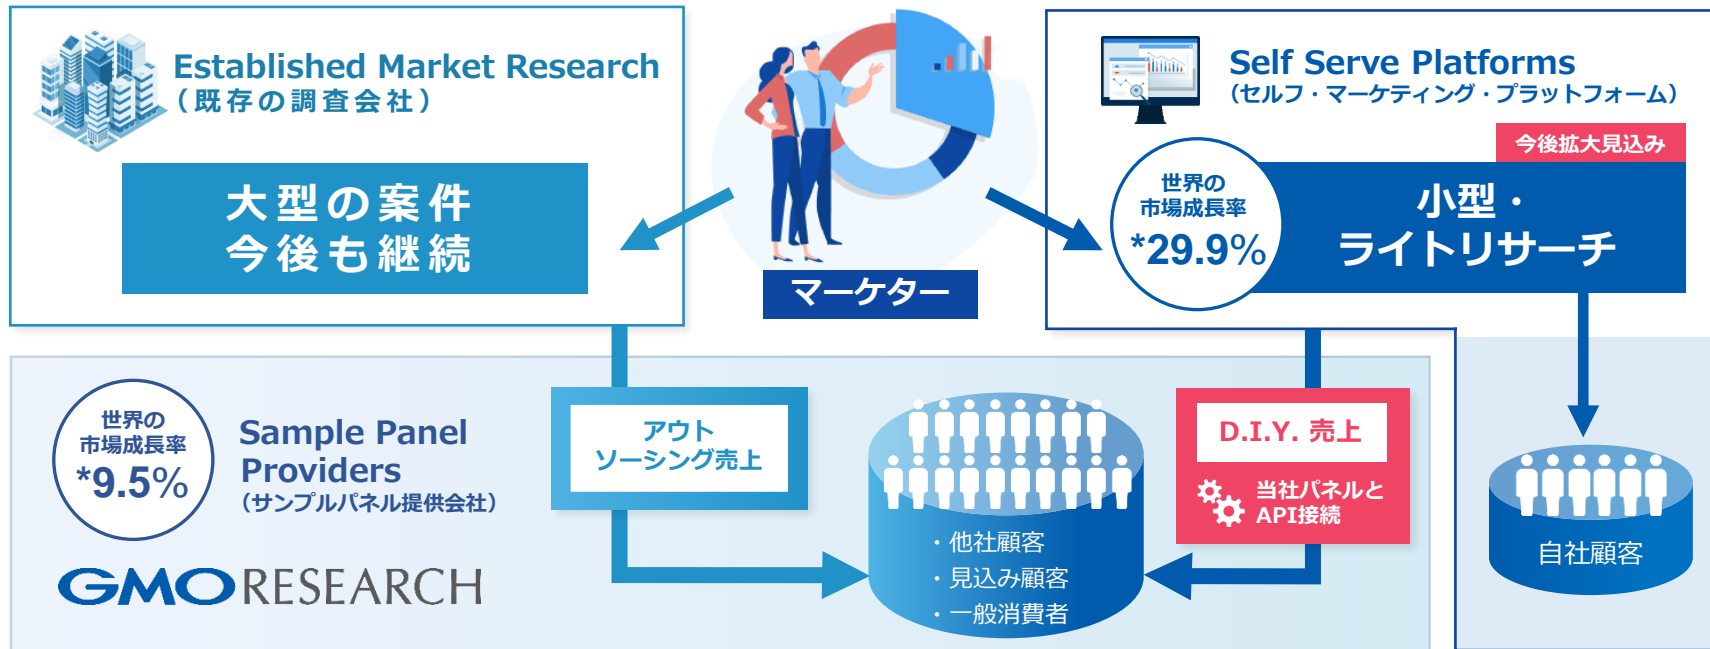 Established Market Research
（既存の調査会社）
大型の案件
今後も継続
マーケター
Self Serve Platforms
（セルフ・マーケティング・プラットフォーム）
今後拡大見込み
世界の
市場成長率
*29.9%
小型・
ライトリサーチ
世界の
市場成長率
*9.5%
Sample Panel
Providers
（サンプルパネル提供会社）
GMO RESEARCH
アウト
ソーシング売上
・他社顧客
・見込み顧客
・一般消費者
D.I.Y. 売上
当社パネルと
API接続
自社顧客